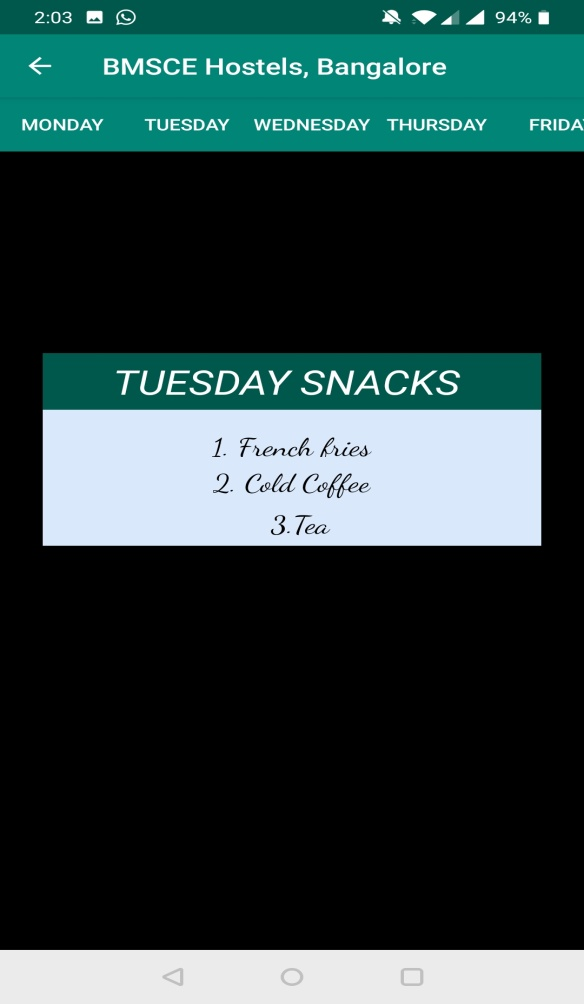 2:03 94%
BMSCE Hostels, Bangalore
MONDAY TUESDAY WEDNESDAY THURSDAY FRIDA
TUESDAY SNACKS
1. French fries
2. Cold Coffee
3.Tea